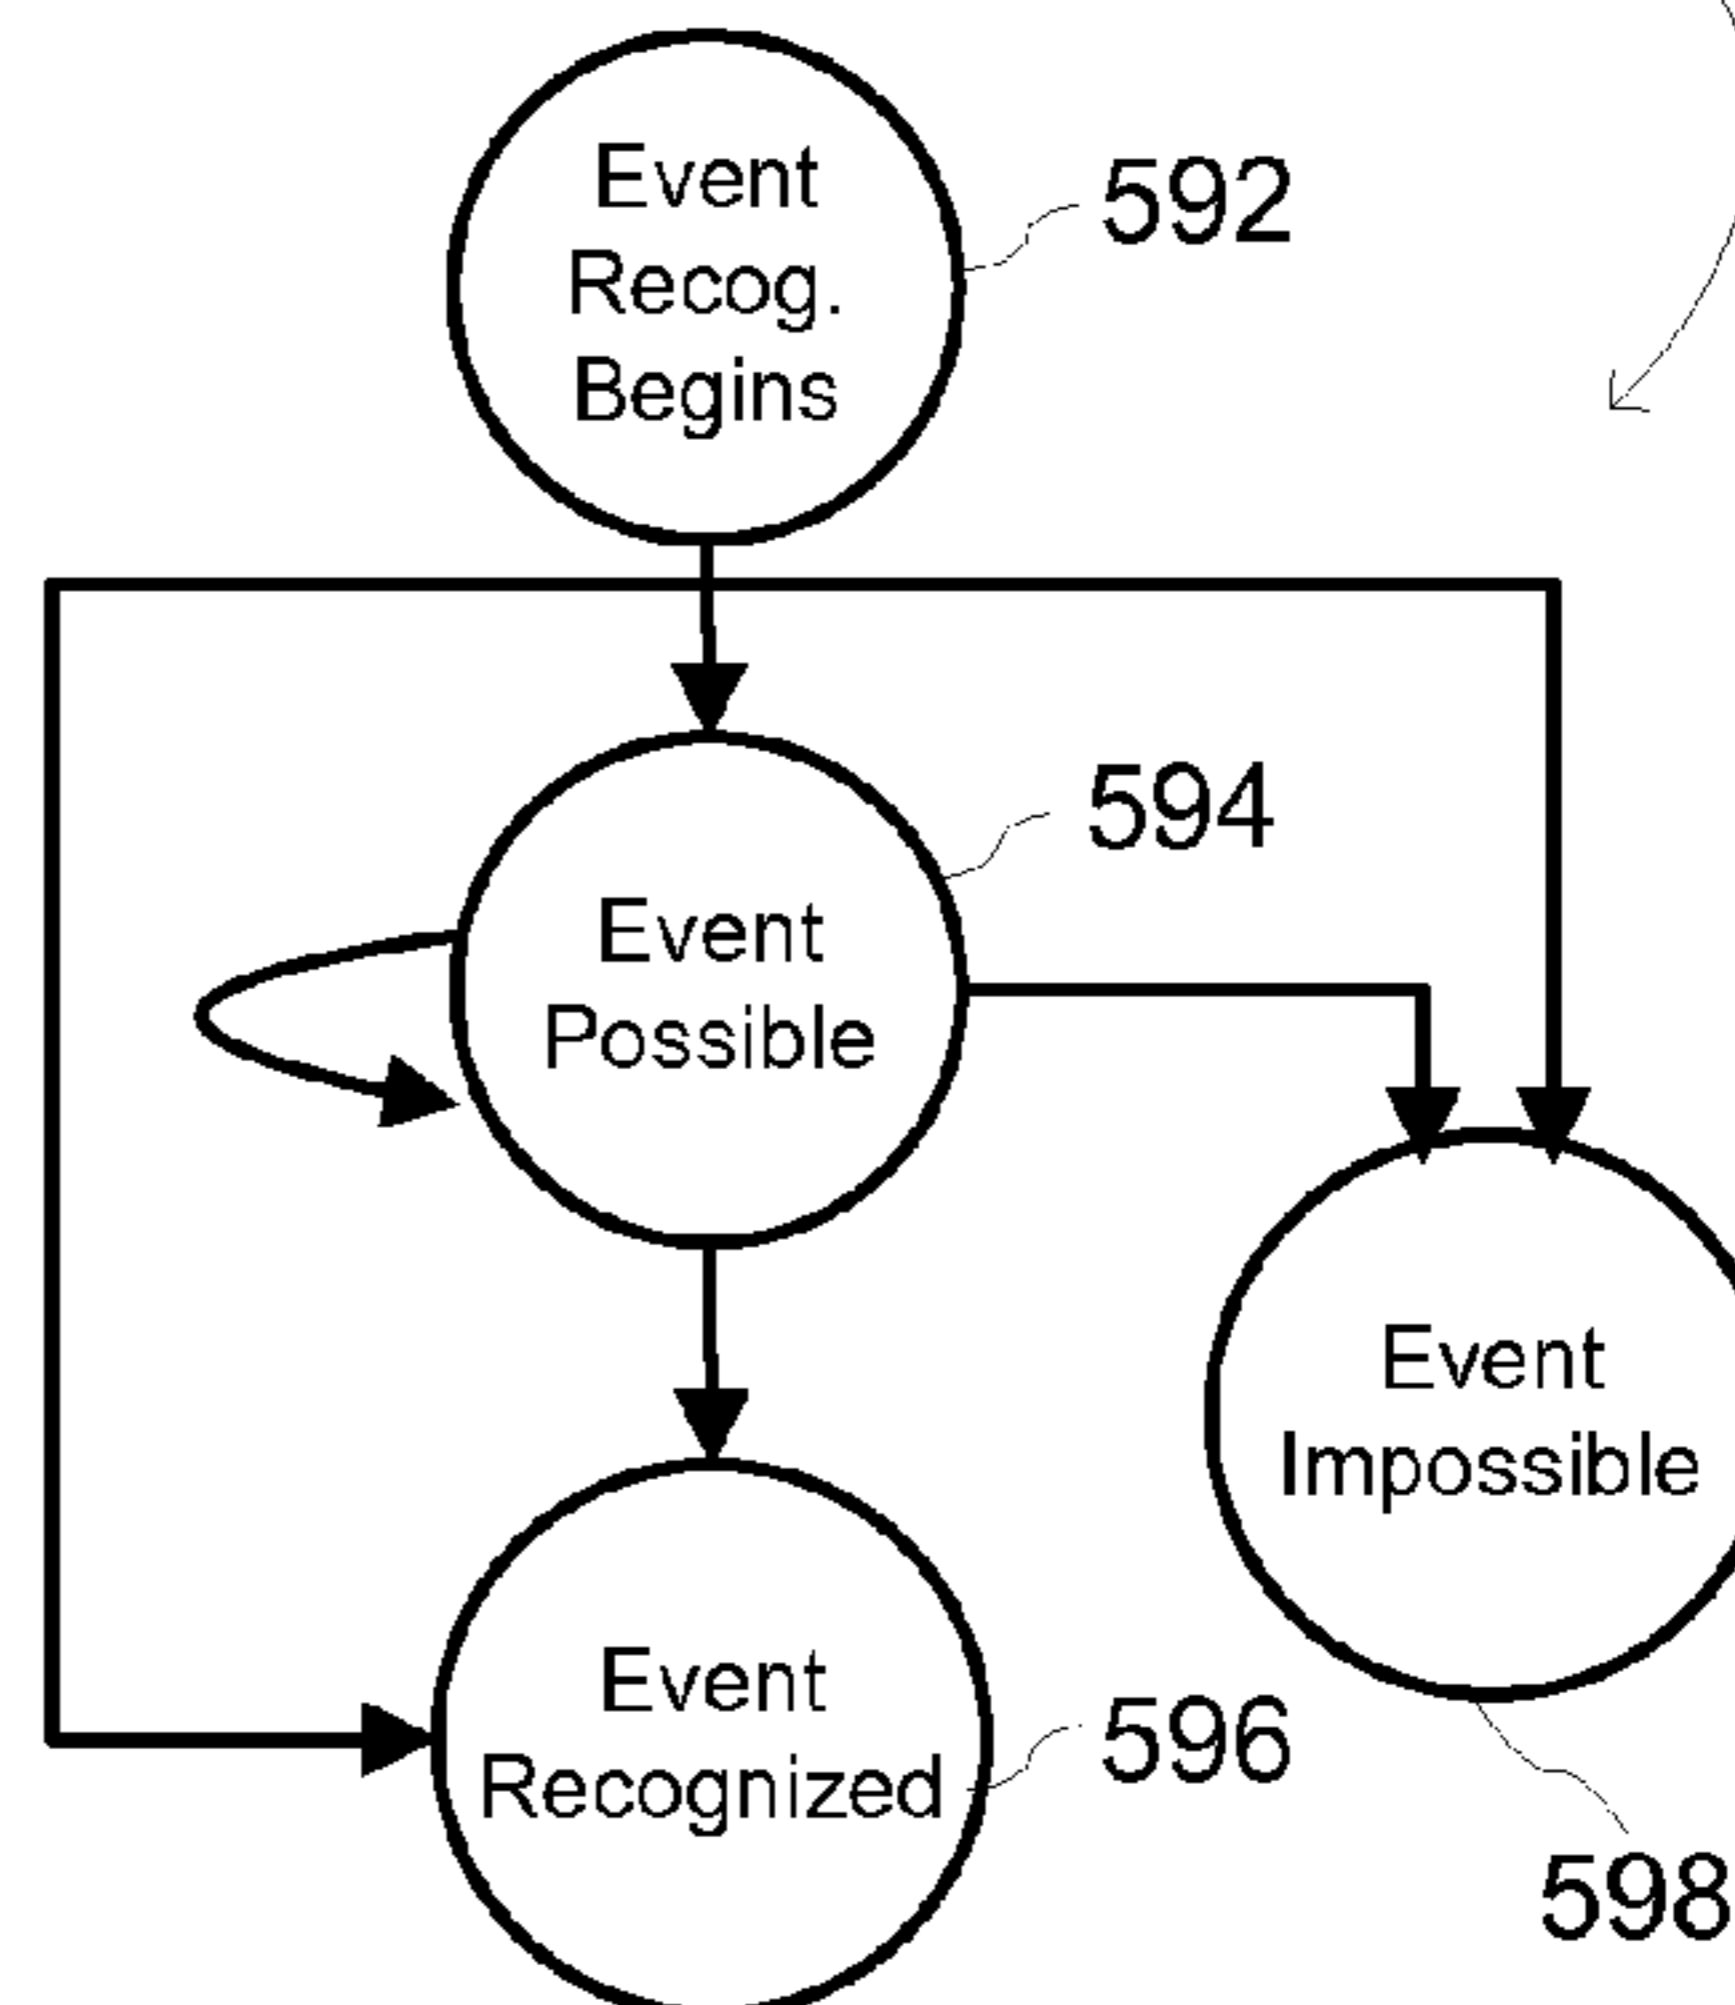 Event
Recog.
Begins
592
594
Event
Possible
Event
Impossible
Event
Recognized
596
598